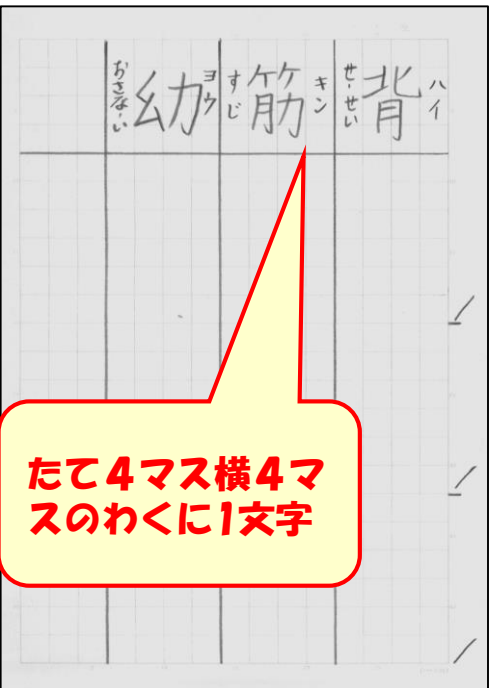 ハイ
背
せ・せい
キン
筋
すじ
ヨウ
幼
おさな・い
たて4マス横4マ
スのわくに1文字